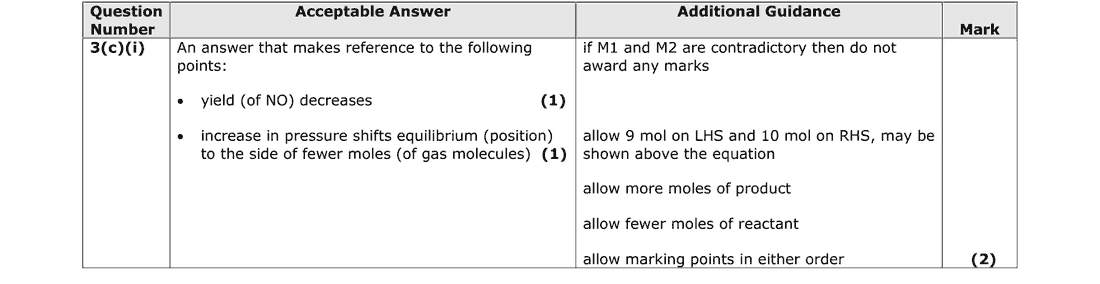 Question Number
Acceptable Answer
Additional Guidance
Mark
3(c)(i)
An answer that makes reference to the following
points:
• yield (of NO) decreases (1)
• increase in pressure shifts equilibrium (position)
to the side of fewer moles (of gas molecules) (1)
if M1 and M2 are contradictory then do not
award any marks
allow 9 mol on LHS and 10 mol on RHS, may be
shown above the equation
allow more moles of product
allow fewer moles of reactant
allow marking points in either order
(2)